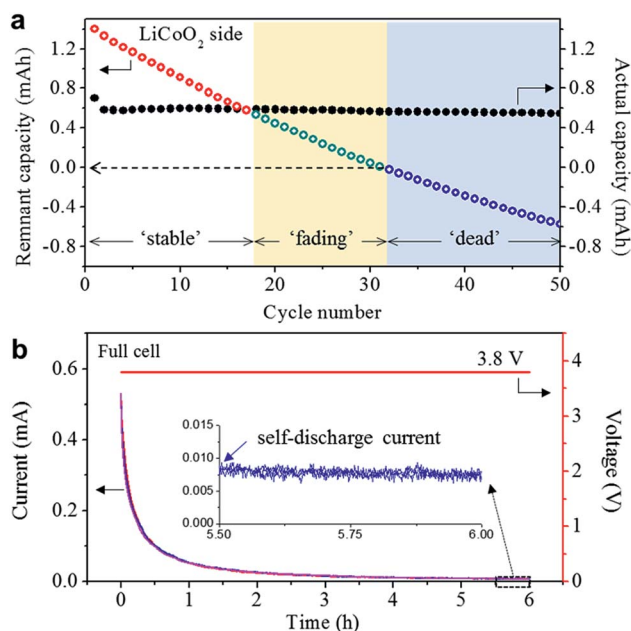 a
LiCoO2 side
Remnant capacity (mAh)
1.2
0.8
0.4
0.0
-0.4
-0.8
1.2
0.8
0.4
0.0
-0.4
-0.8
Actual capacity (mAh)
'stable' 'fading' 'dead'
0 10 20 30 40 50
Cycle number
b
Full cell
3.8 V
Current (mA)
0.6
0.4
0.2
0.0
4
3
2
1
0
Voltage (V)
self-discharge current
0.015
0.010
0.005
0.000
5.50 5.75 6.00
0 1 2 3 4 5 6
Time (h)